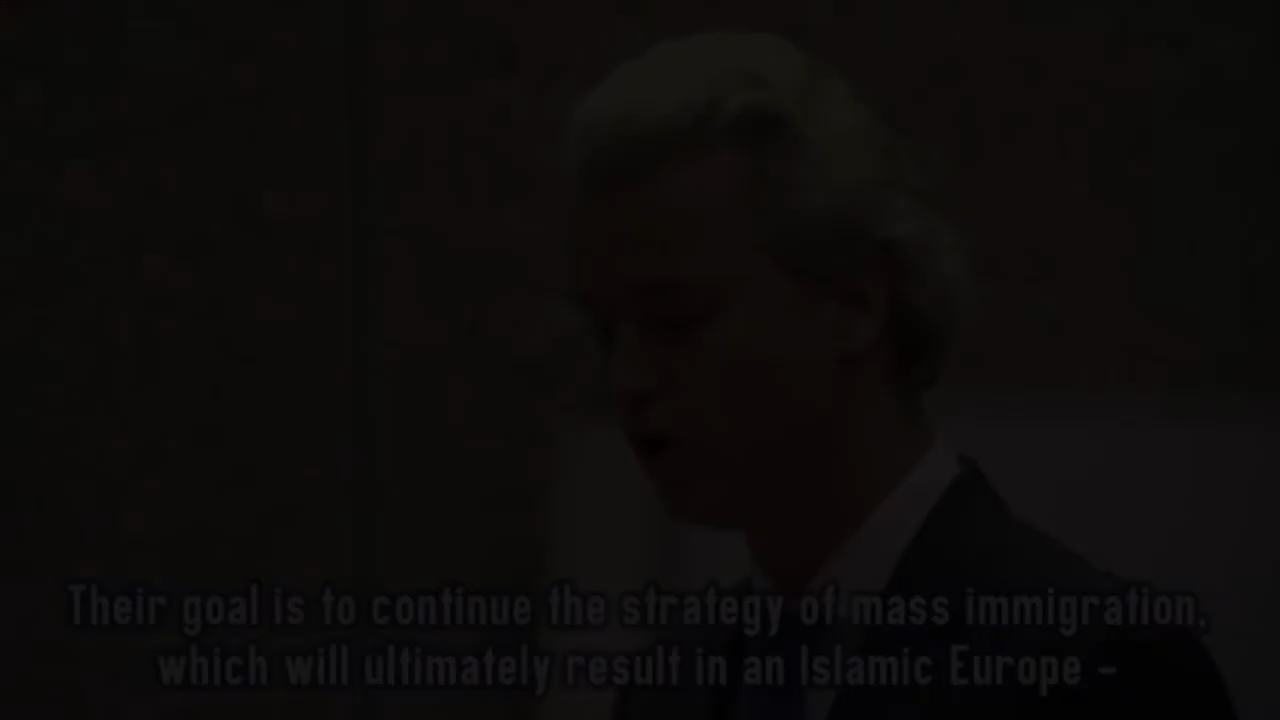 Their goal is to continue the strategy of mass immigration,
which will ultimately result in an Islamic Europe -